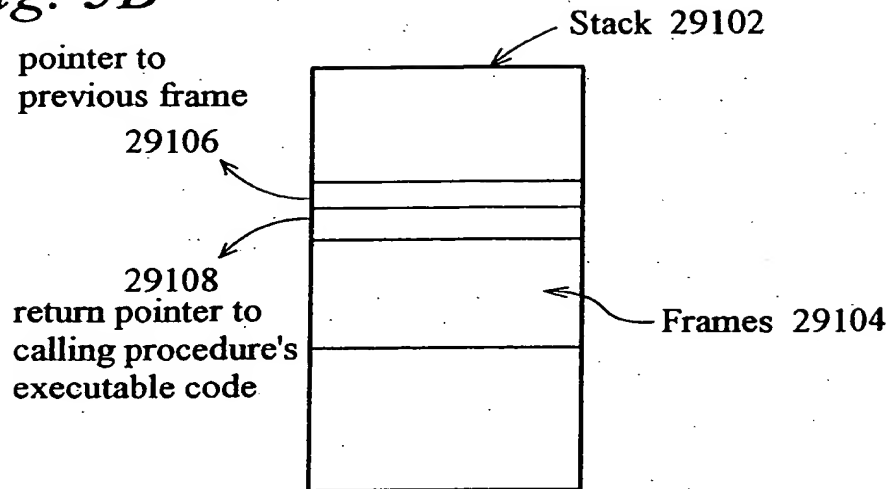 Stack 29102
pointer to
previous frame
29106
29108
return pointer to
calling procedure's
executable code
Frames 29104